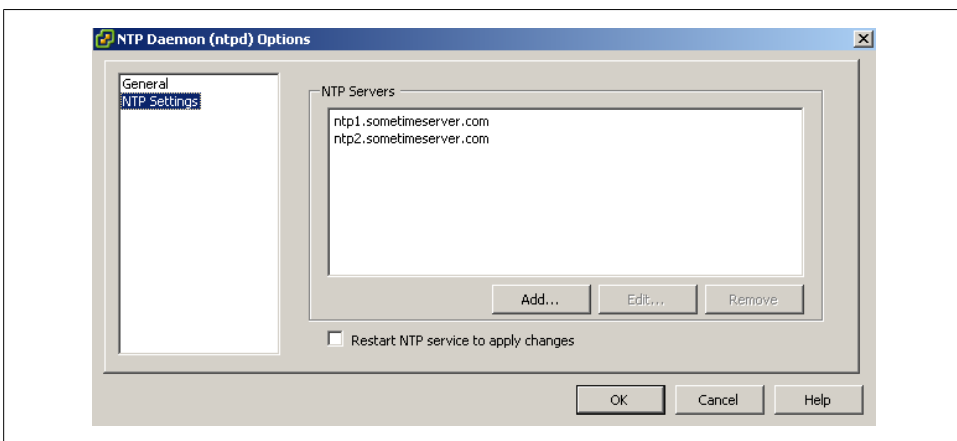 NTP Daemon (ntpd) Options
General
NTP Settings
NTP Servers
ntp1.sometimeserver.com
ntp2.sometimeserver.com
Add...
Edit...
Remove
Restart NTP service to apply changes
OK
Cancel
Help